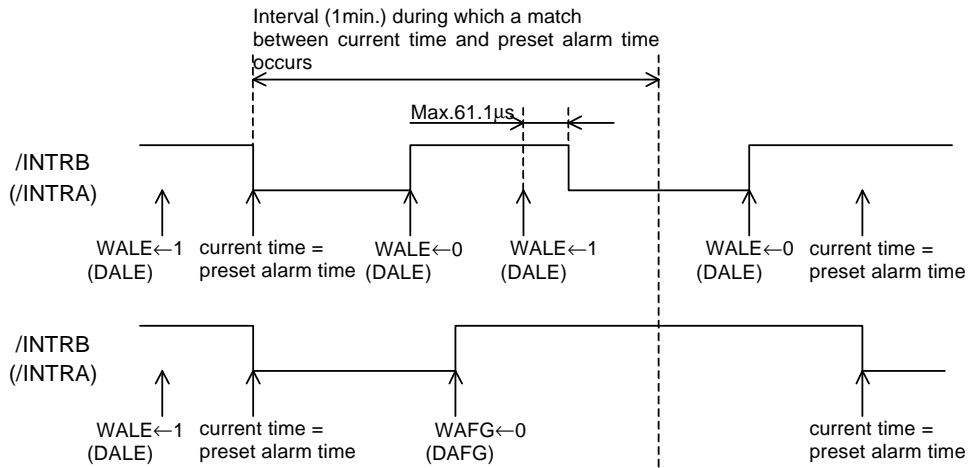 Interval (1min.) during which a match
between current time and preset alarm time
occurs
Max.61.1μs
/INTRB
(/INTRA)
WALE←1
(DALE)
current time =
preset alarm time
WALE←0
(DALE)
WALE←1
(DALE)
WALE←0
(DALE)
current time =
preset alarm time
/INTRB
(/INTRA)
WALE←1
(DALE)
current time =
preset alarm time
WAFG←0
(DAFG)
current time =
preset alarm time